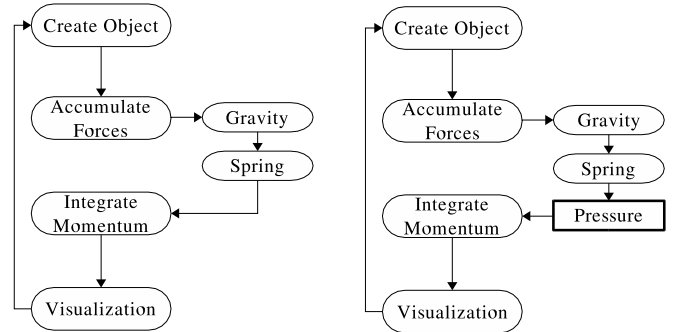 Create Object
Accumulate
Forces
Gravity
Spring
Integrate
Momentum
Visualization
Create Object
Accumulate
Forces
Gravity
Spring
Pressure
Integrate
Momentum
Visualization